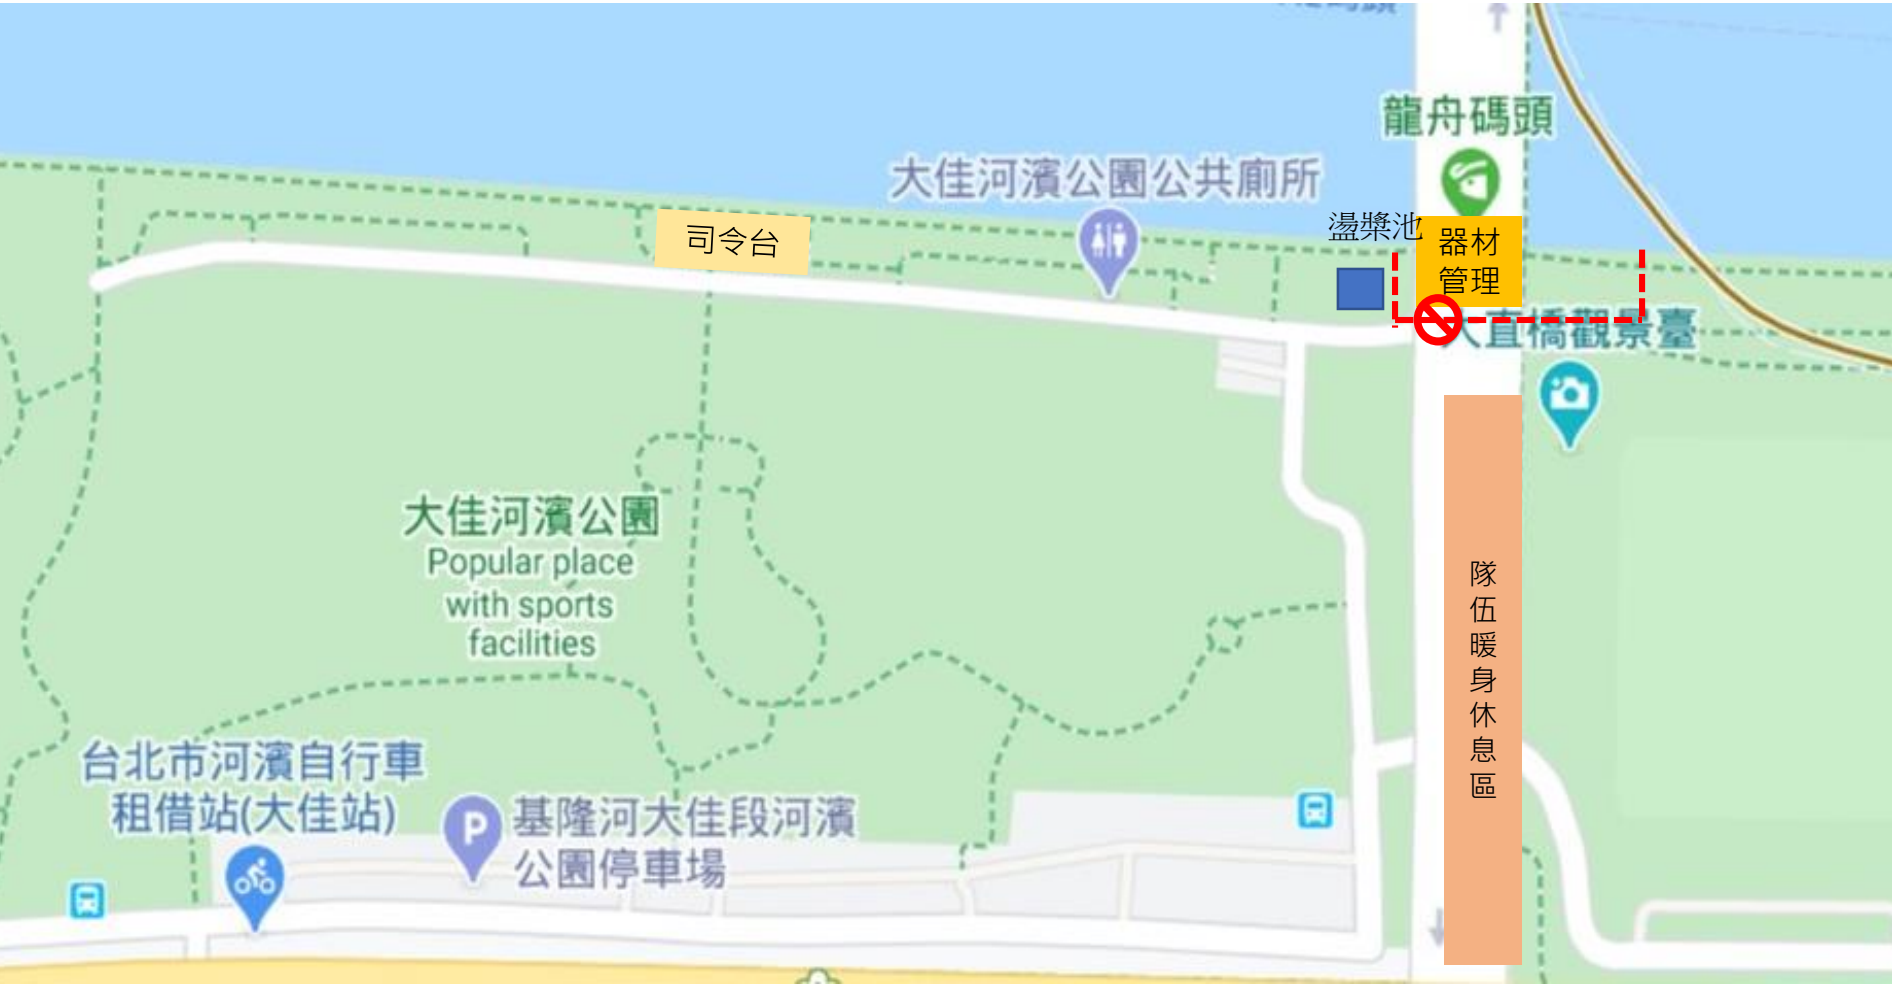 龍舟碼頭
大佳河濱公園公共廁所
盪槳池
器材
管理
司令台
大直橋觀景臺
大佳河濱公園
Popular place
with sports
facilities
隊伍暖身休息區
台北市河濱自行車
租借站(大佳站)
P
基隆河大佳段河濱
公園停車場